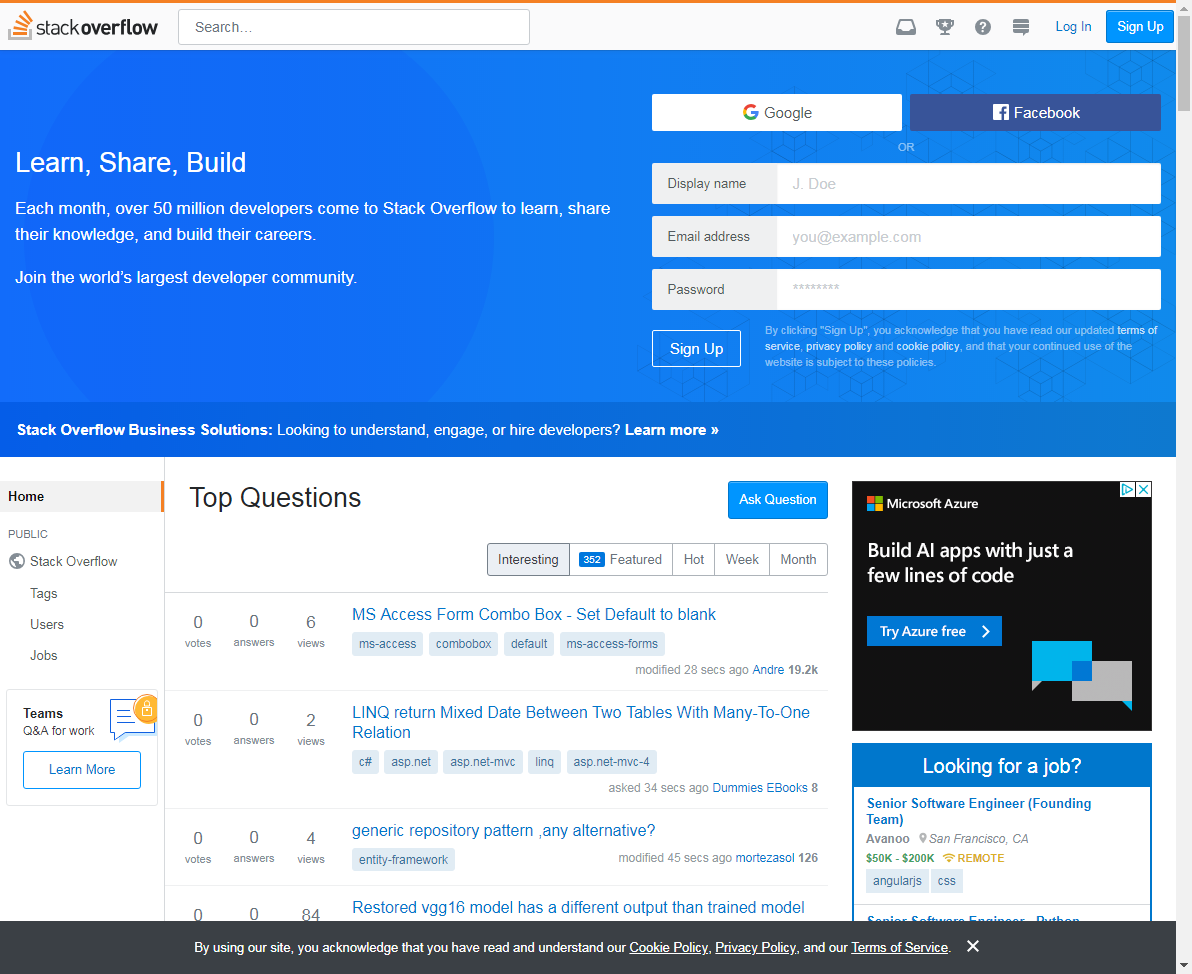 stackoverflow
Search…
?
Log In
Sign Up
Google
Facebook
OR
Learn, Share, Build
Each month, over 50 million developers come to Stack Overflow to learn, share
their knowledge, and build their careers.
Join the world’s largest developer community.
Display name
J. Doe
Email address
you@example.com
Password
********
Sign Up
By clicking "Sign Up", you acknowledge that you have read our updated terms of
service, privacy policy and cookie policy, and that your continued use of the
website is subject to these policies.
Stack Overflow Business Solutions: Looking to understand, engage, or hire developers? Learn more »
Home
PUBLIC
Stack Overflow
Tags
Users
Jobs
Teams
Q&A for work
Learn More
Top Questions
Ask Question
Interesting
352 Featured
Hot
Week
Month
0 0 6
votes answers views
MS Access Form Combo Box - Set Default to blank
ms-access combobox default ms-access-forms
modified 28 secs ago Andre 19.2k
0 0 2
votes answers views
LINQ return Mixed Date Between Two Tables With Many-To-One
Relation
c# asp.net asp.net-mvc linq asp.net-mvc-4
asked 34 secs ago Dummies EBooks 8
0 0 4
votes answers views
generic repository pattern ,any alternative?
entity-framework
modified 45 secs ago mortezasol 126
0 0 84
Restored vgg16 model has a different output than trained model
Microsoft Azure
Build AI apps with just a
few lines of code
Try Azure free
Looking for a job?
Senior Software Engineer (Founding
Team)
Avanoo San Francisco, CA
$50K - $200K REMOTE
angularjs css
Senior Software Engineer - Python
By using our site, you acknowledge that you have read and understand our Cookie Policy, Privacy Policy, and our Terms of Service.